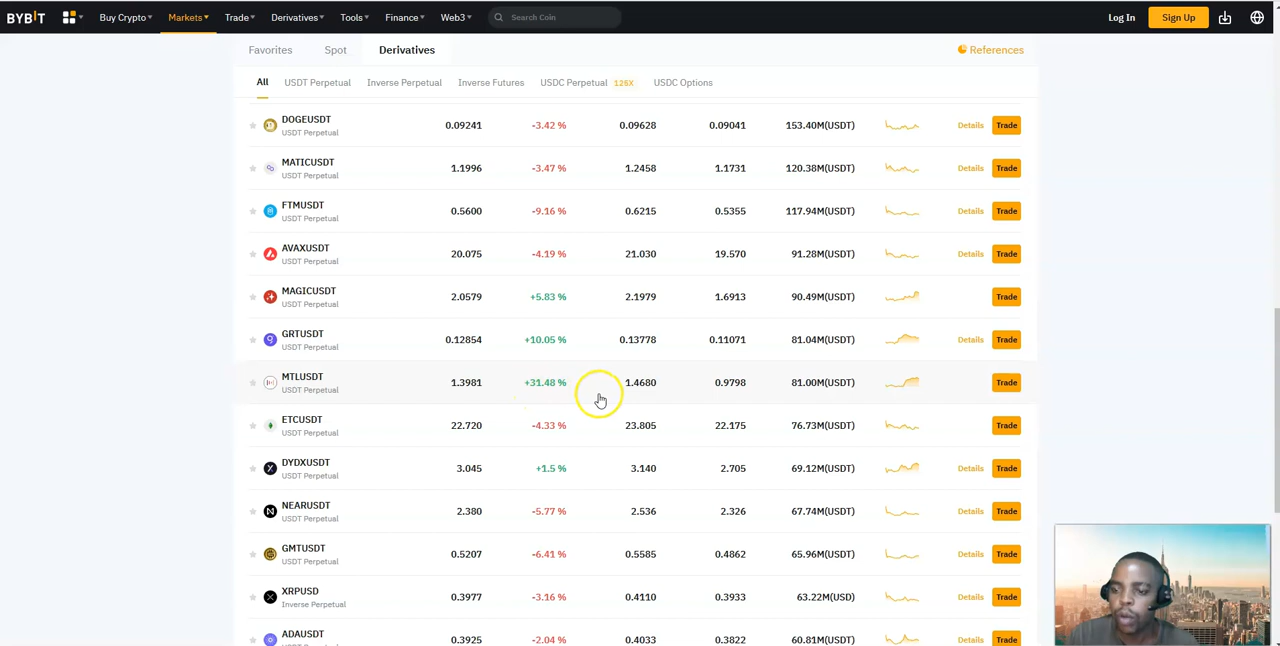 BYBIT Buy Crypto Markets Trade Derivatives Tools Finance Web3 Search Coin Log In Sign Up
Favorites Spot Derivatives References
All USDT Perpetual Inverse Perpetual Inverse Futures USDC Perpetual 125X USDC Options
DOGEUSDT 0.09241 -3.42 % 0.09628 0.09041 153.40M(USDT) Details Trade
USDT Perpetual
MATICUSDT 1.1996 -3.47 % 1.2458 1.1731 120.38M(USDT) Details Trade
USDT Perpetual
FTMUSDT 0.5600 -9.16 % 0.6215 0.5355 117.94M(USDT) Details Trade
USDT Perpetual
AVAXUSDT 20.075 -4.19 % 21.030 19.570 91.28M(USDT) Details Trade
USDT Perpetual
MAGICUSDT 2.0579 +5.83 % 2.1979 1.6913 90.49M(USDT) Trade
USDT Perpetual
GRTUSDT 0.12854 +10.05 % 0.13778 0.11071 81.04M(USDT) Details Trade
USDT Perpetual
MTLUSDT 1.3981 +31.48 % 1.4680 0.9798 81.00M(USDT) Trade
USDT Perpetual
ETCUSDT 22.720 -4.33 % 23.805 22.175 76.73M(USDT) Trade
USDT Perpetual
DYDXUSDT 3.045 +1.5 % 3.140 2.705 69.12M(USDT) Details Trade
USDT Perpetual
NEARUSDT 2.380 -5.77 % 2.536 2.326 67.74M(USDT) Details Trade
USDT Perpetual
GMTUSDT 0.5207 -6.41 % 0.5585 0.4862 65.96M(USDT) Details Trade
USDT Perpetual
XRPUSD 0.3977 -3.16 % 0.4110 0.3933 63.22M(USD) Details Trade
Inverse Perpetual
ADAUSDT 0.3925 -2.04 % 0.4033 0.3822 60.81M(USDT) Details Trade